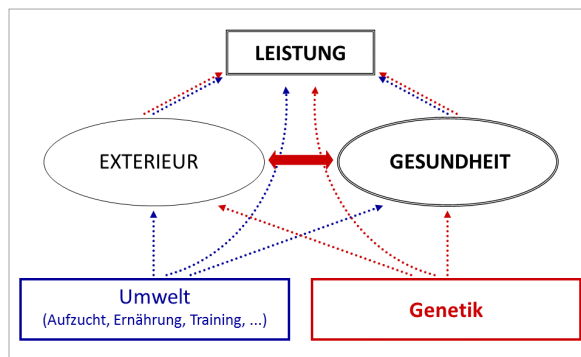 LEISTUNG
EXTERIEUR
GESUNDHEIT
Umwelt
(Aufzucht, Ernährung, Training, ...)
Genetik